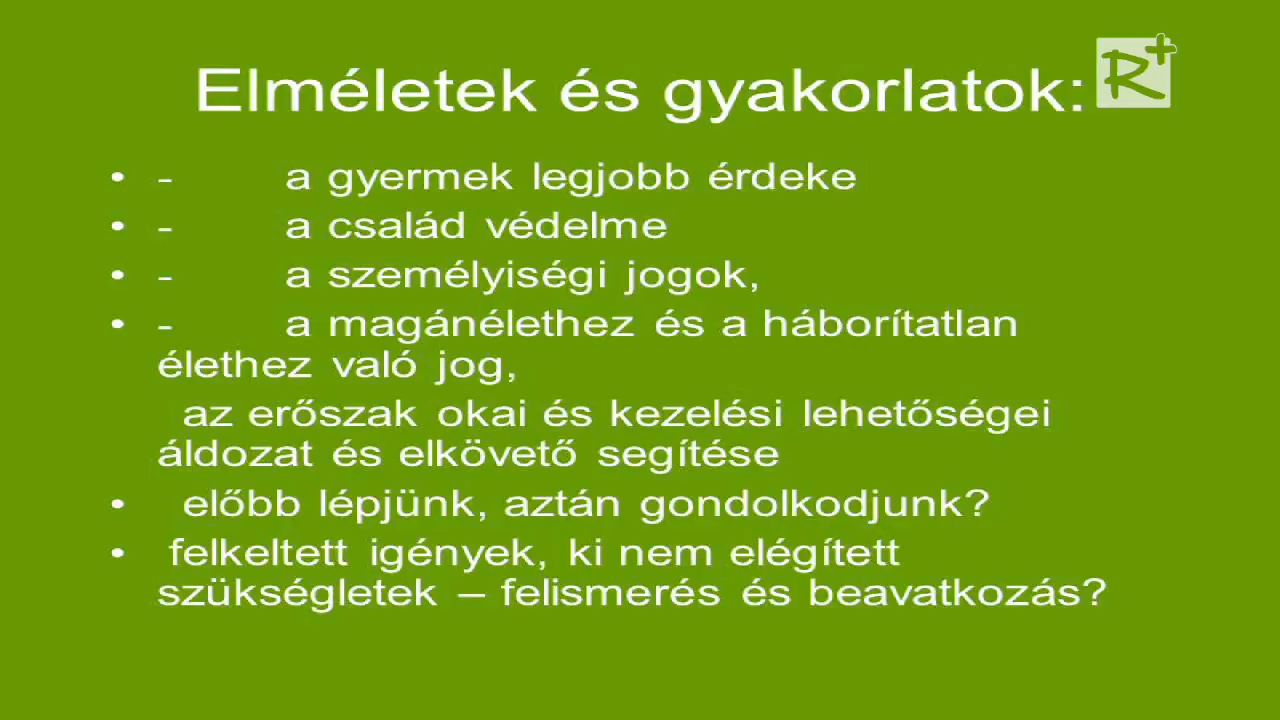 Elméletek és gyakorlatok:
R+
• - a gyermek legjobb érdeke
• - a család védelme
• - a személyiségi jogok,
• - a magánélethez és a háborítatlan
élethez való jog,
az erőszak okai és kezelési lehetőségei
áldozat és elkövető segítése
• előbb lépjünk, aztán gondolkodjunk?
• felkeltett igények, ki nem elégített
szükségletek – felismerés és beavatkozás?